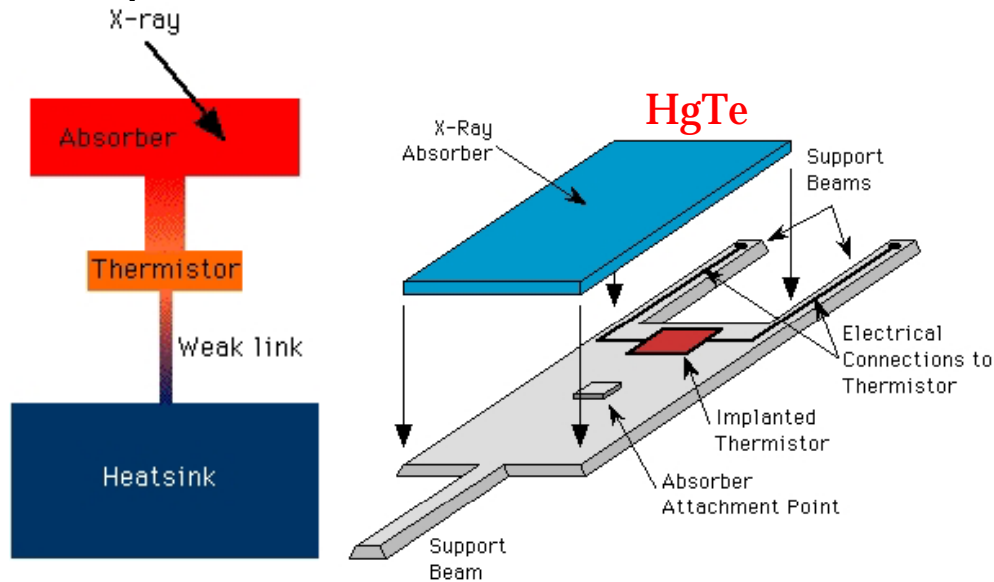 X-ray
Absorber
Thermistor
Weak link
Heatsink
HgTe
X-Ray
Absorber
Support
Beams
Electrical
Connections to
Thermistor
Implanted
Thermistor
Absorber
Attachment Point
Support
Beam